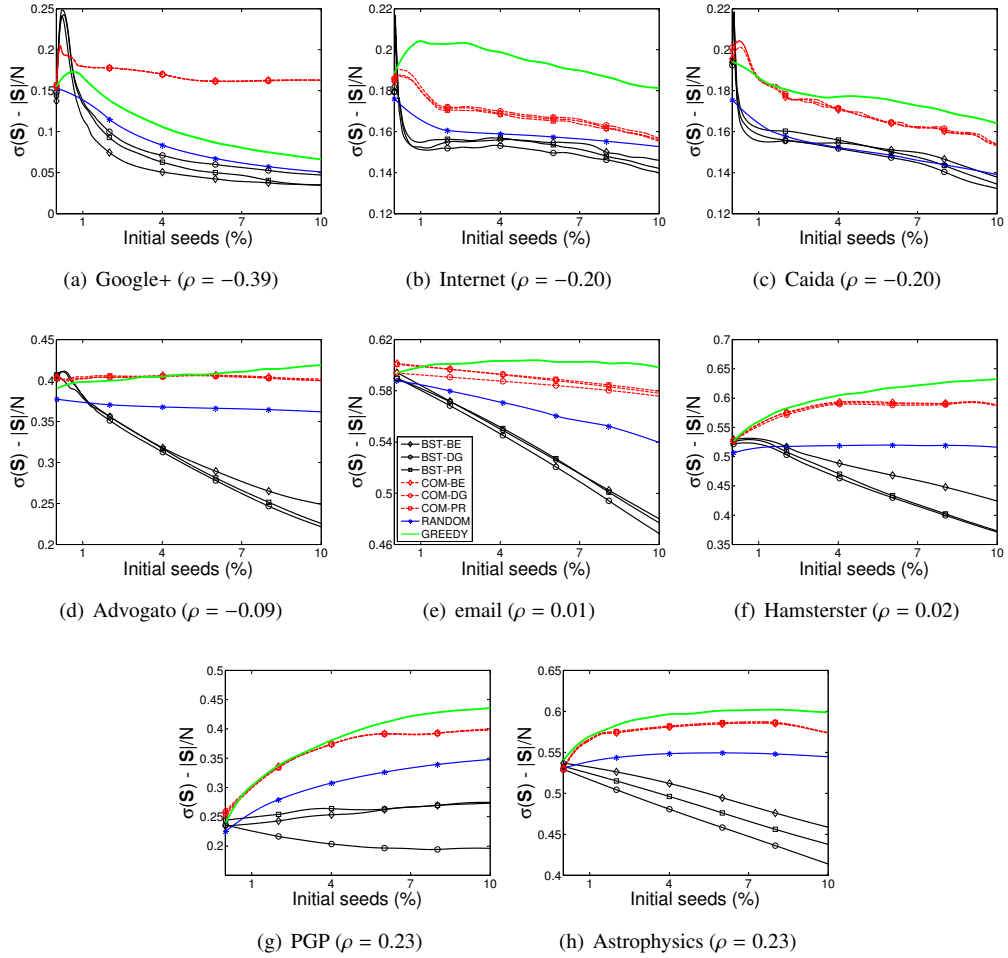 0.25
0.2
0.15
0.1
0.05
0
σ(S) - |S|/N
1 4 7 10
Initial seeds (%)
(a) Google+ (ρ = −0.39)
0.22
0.2
0.18
0.16
0.14
0.12
σ(S) - |S|/N
1 4 7 10
Initial seeds (%)
(b) Internet (ρ = −0.20)
0.22
0.2
0.18
0.16
0.14
0.12
σ(S) - |S|/N
1 4 7 10
Initial seeds (%)
(c) Caida (ρ = −0.20)
0.45
0.4
0.35
0.3
0.25
0.2
σ(S) - |S|/N
1 4 7 10
Initial seeds (%)
(d) Advogato (ρ = −0.09)
0.62
0.58
0.54
0.5
0.46
σ(S) - |S|/N
BST-BE
BST-DG
BST-PR
COM-BE
COM-DG
COM-PR
RANDOM
GREEDY
1 4 7 10
Initial seeds (%)
(e) email (ρ = 0.01)
0.7
0.65
0.6
0.55
0.5
0.45
0.4
0.35
σ(S) - |S|/N
1 4 7 10
Initial seeds (%)
(f) Hamsterster (ρ = 0.02)
0.5
0.45
0.4
0.35
0.3
0.25
0.2
σ(S) - |S|/N
1 4 7 10
Initial seeds (%)
(g) PGP (ρ = 0.23)
0.65
0.6
0.55
0.5
0.45
0.4
σ(S) - |S|/N
1 4 7 10
Initial seeds (%)
(h) Astrophysics (ρ = 0.23)